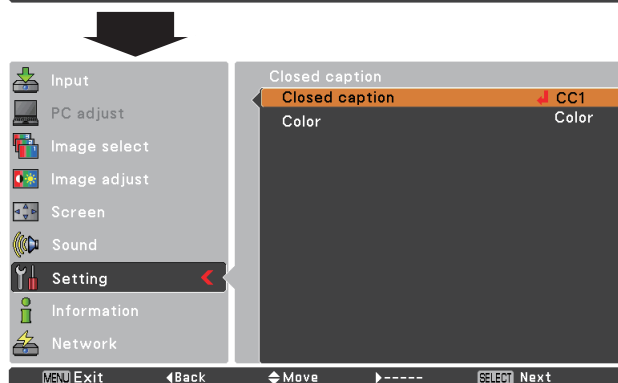 Input
PC adjust
Image select
Image adjust
Screen
Sound
Setting
Information
Network
Closed caption
Closed caption CC1
Color Color
MENU Exit Back Move ----- SELECT Next